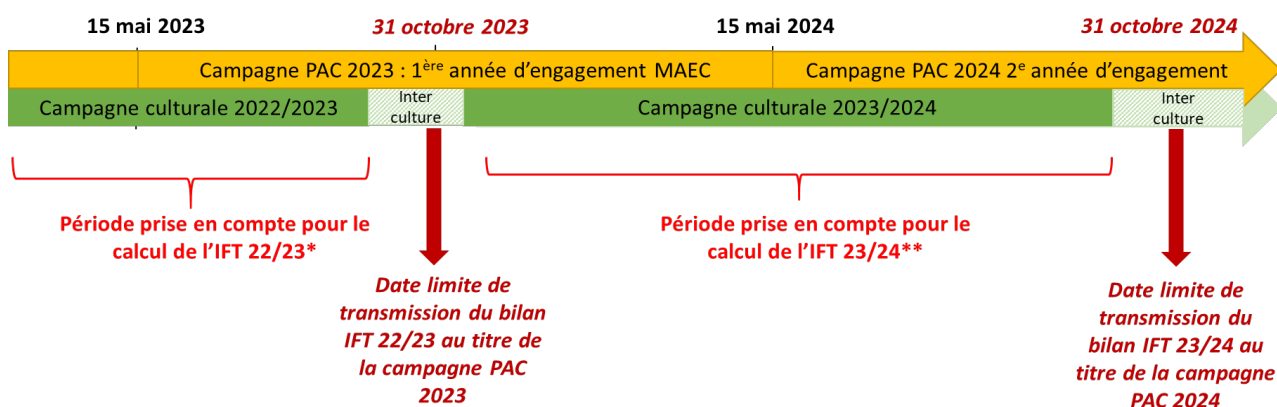 15 mai 2023
31 octobre 2023
15 mai 2024
31 octobre 2024
Campagne PAC 2023 : 1ère année d'engagement MAEC
Campagne PAC 2024 2e année d'engagement
Campagne culturale 2022/2023
Inter
culture
Campagne culturale 2023/2024
Inter
culture
Période prise en compte pour le
calcul de l'IFT 22/23*
Période prise en compte pour le
calcul de l'IFT 23/24**
Date limite de
transmission du bilan
IFT 22/23 au titre de
la campagne PAC
2023
Date limite de
transmission du
bilan IFT 23/24 au
titre de la campagne
PAC 2024